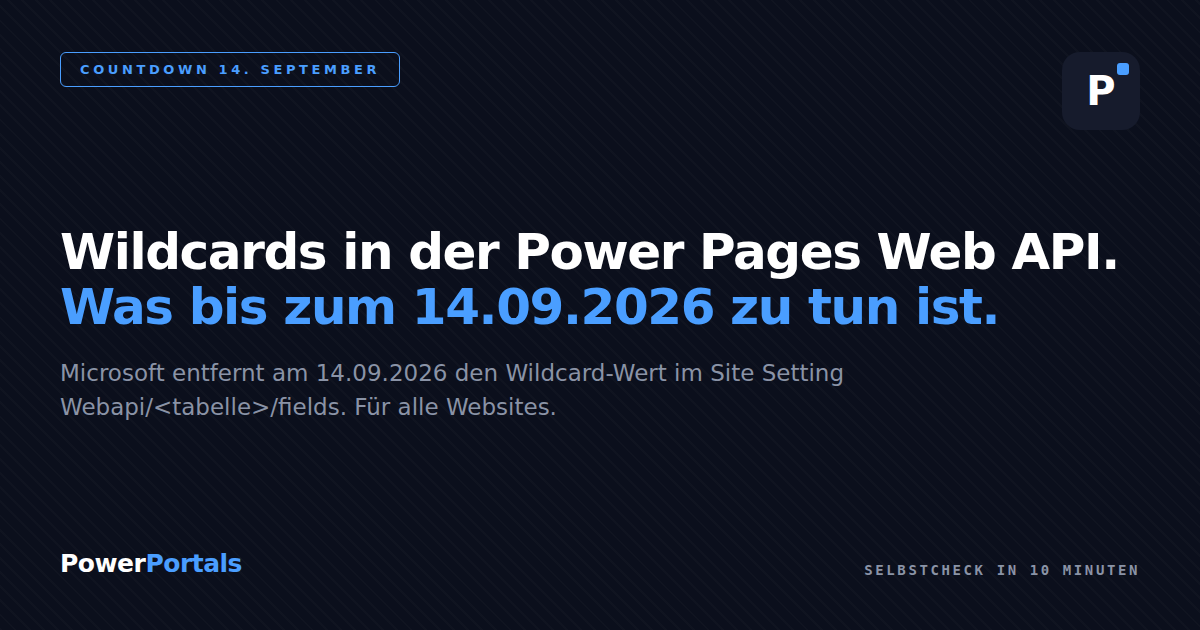 COUNTDOWN 14. SEPTEMBER
P
Wildcards in der Power Pages Web API.
Was bis zum 14.09.2026 zu tun ist.
Microsoft entfernt am 14.09.2026 den Wildcard-Wert im Site Setting
Webapi/<tabelle>/fields. Für alle Websites.
PowerPortals
SELBSTCHECK IN 10 MINUTEN